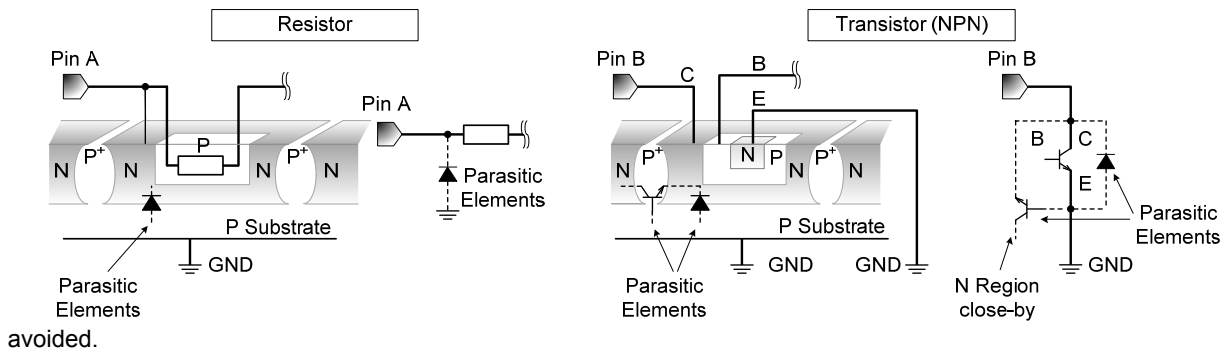 Resistor
Pin A
N
P+
N
P
N
P+
N
P Substrate
GND
Parasitic
Elements
Pin A
Parasitic
Elements
Transistor (NPN)
Pin B
C
B
E
N
P+
N
P
N
P+
N
P Substrate
GND
GND
Parasitic
Elements
Pin B
B
C
E
Parasitic
Elements
GND
N Region
close-by
avoided.